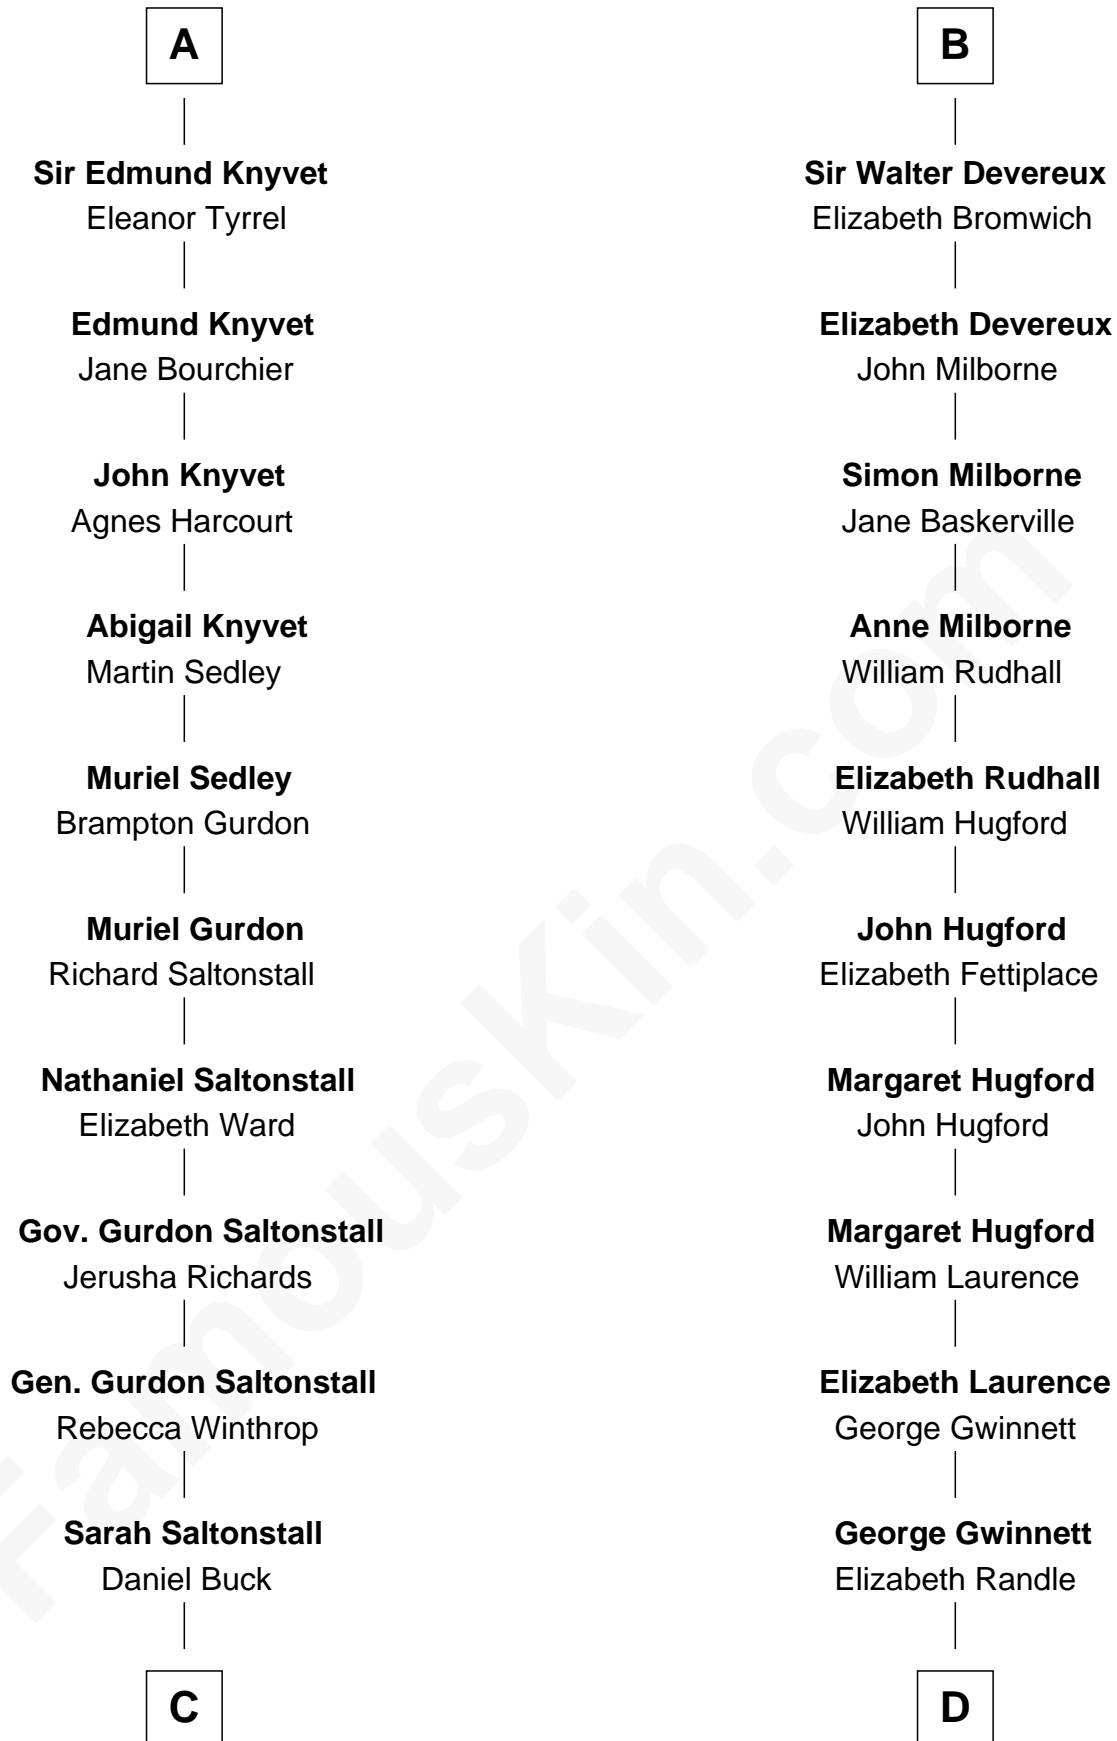 A
Sir Edmund Knyvet
Eleanor Tyrrel
Edmund Knyvet
Jane Bourchier
John Knyvet
Agnes Harcourt
Abigail Knyvet
Martin Sedley
Muriel Sedley
Brampton Gurdon
Muriel Gurdon
Richard Saltonstall
Nathaniel Saltonstall
Elizabeth Ward
Gov. Gurdon Saltonstall
Jerusha Richards
Gen. Gurdon Saltonstall
Rebecca Winthrop
Sarah Saltonstall
Daniel Buck
C
B
Sir Walter Devereux
Elizabeth Bromwich
Elizabeth Devereux
John Milborne
Simon Milborne
Jane Baskerville
Anne Milborne
William Rudhall
Elizabeth Rudhall
William Hugford
John Hugford
Elizabeth Fettiplace
Margaret Hugford
John Hugford
Margaret Hugford
William Laurence
Elizabeth Laurence
George Gwinnett
George Gwinnett
Elizabeth Randle
D
FamousKin.com